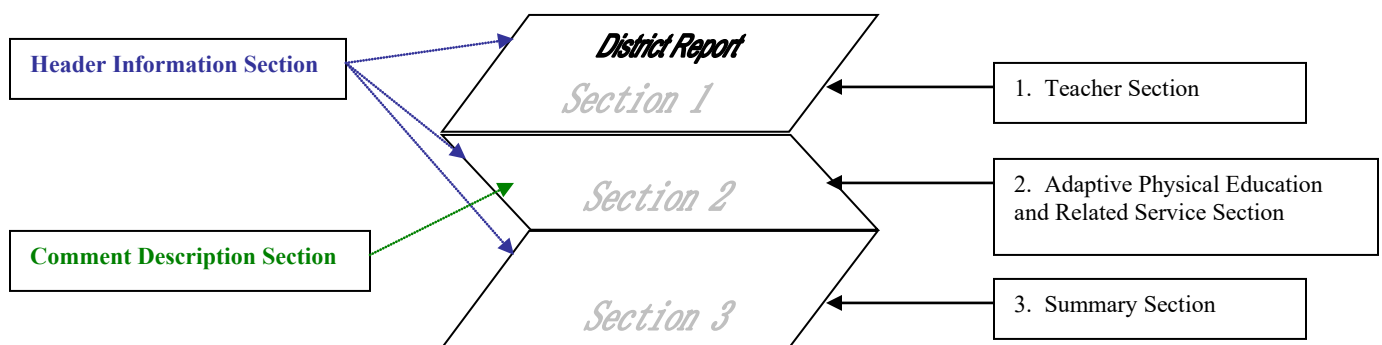 District Report
Header Information Section
Section 1
1. Teacher Section
2. Adaptive Physical Education
and Related Service Section
Section 2
Comment Description Section
3. Summary Section
Section 3